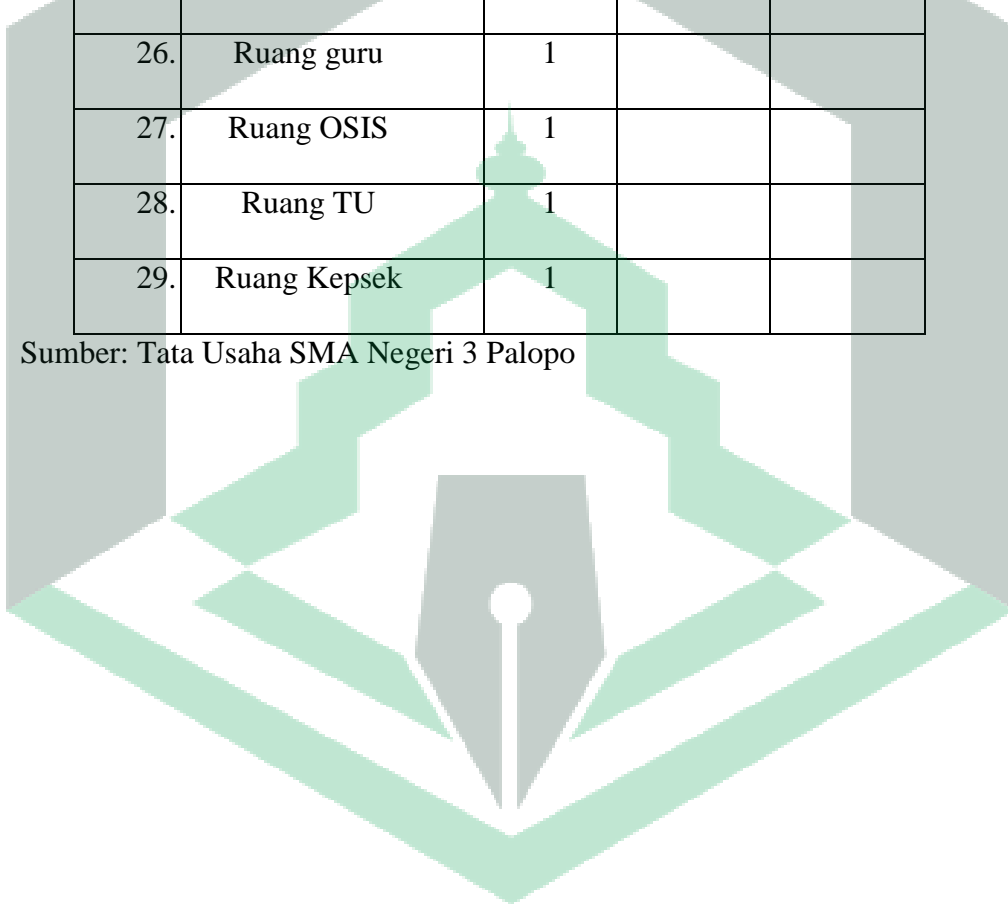 26. Ruang guru 1
27. Ruang OSIS 1
28. Ruang TU 1
29. Ruang Kepsek 1
Sumber: Tata Usaha SMA Negeri 3 Palopo